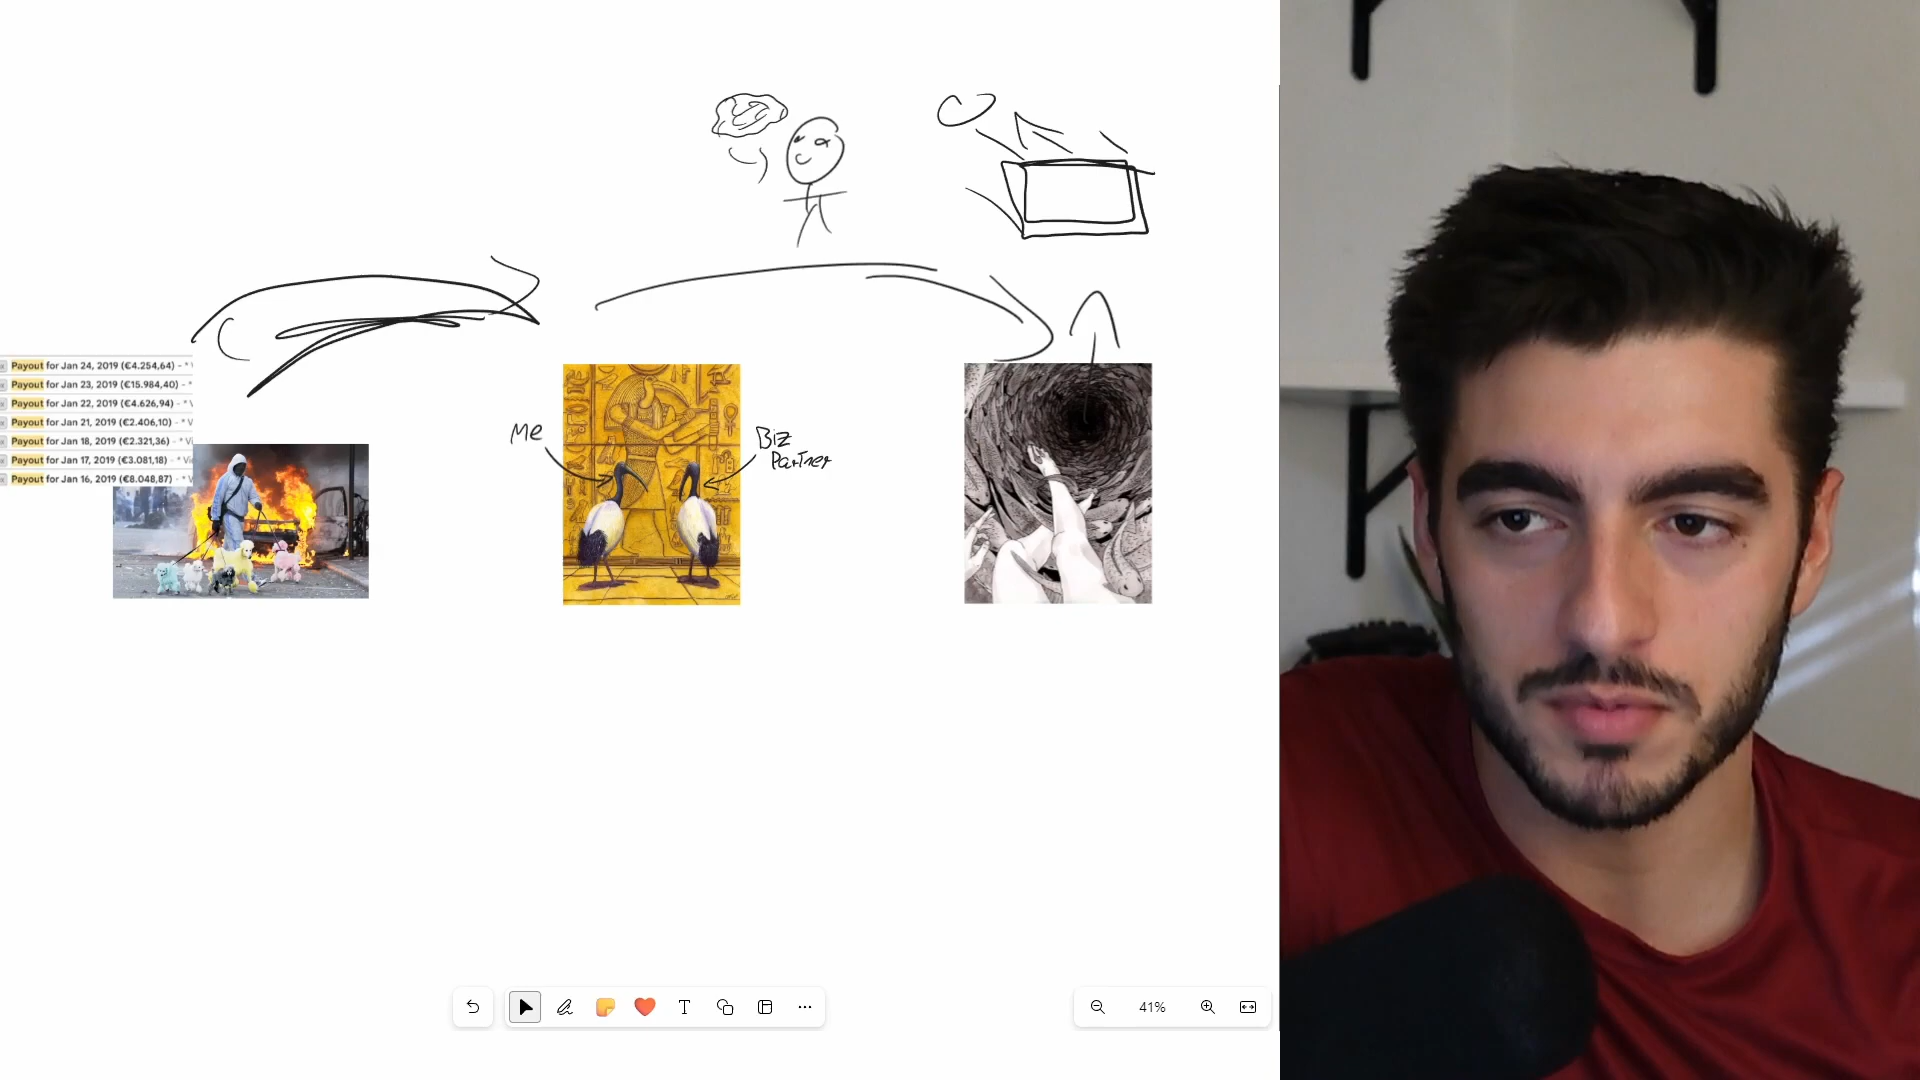 Payout for Jan 24, 2019 (€4.254,64) - *
Payout for Jan 23, 2019 (€15.984,40) - *
Payout for Jan 22, 2019 (€4.626,94) - *
Payout for Jan 21, 2019 (€2.406,10) - *
Payout for Jan 18, 2019 (€2.321,36) - *
Payout for Jan 17, 2019 (€3.081,18) - * Vi
Payout for Jan 16, 2019 (€8.048,87) - *
Me
Biz
Partner
T
41%